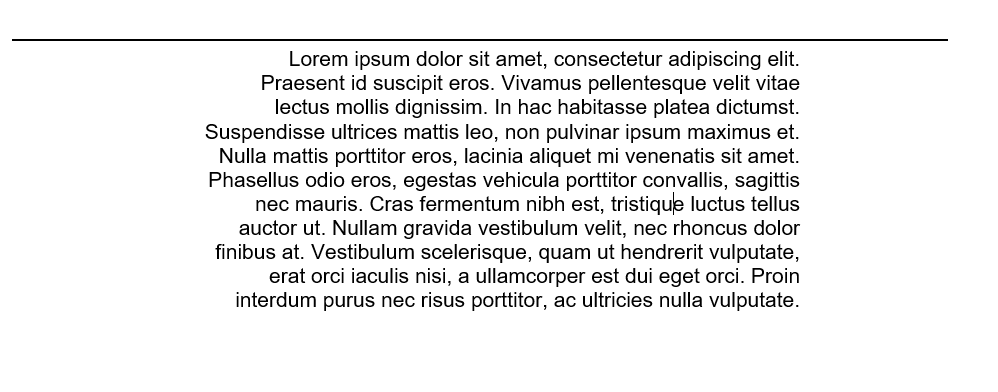 Lorem ipsum dolor sit amet, consectetur adipiscing elit.
Praesent id suscipit eros. Vivamus pellentesque velit vitae
lectus mollis dignissim. In hac habitasse platea dictumst.
Suspendisse ultrices mattis leo, non pulvinar ipsum maximus et.
Nulla mattis porttitor eros, lacinia aliquet mi venenatis sit amet.
Phasellus odio eros, egestas vehicula porttitor convallis, sagittis
nec mauris. Cras fermentum nibh est, tristique luctus tellus
auctor ut. Nullam gravida vestibulum velit, nec rhoncus dolor
finibus at. Vestibulum scelerisque, quam ut hendrerit vulputate,
erat orci iaculis nisi, a ullamcorper est dui eget orci. Proin
interdum purus nec risus porttitor, ac ultricies nulla vulputate.